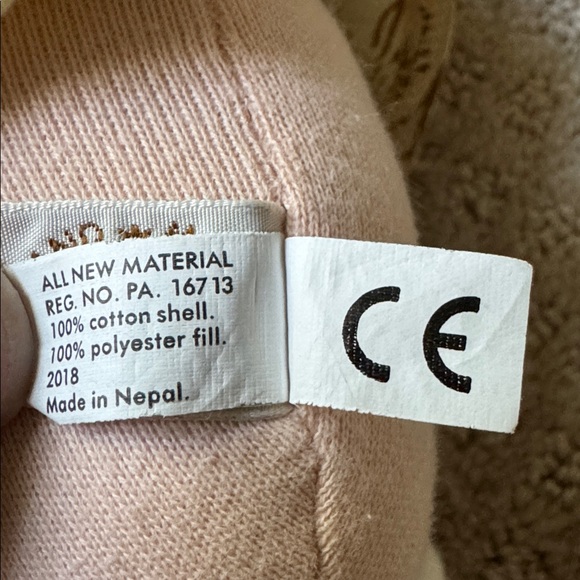 ALL NEW MATERIAL
REG. NO. PA. 16713
100% cotton shell.
100% polyester fill.
2018
Made in Nepal.
CE